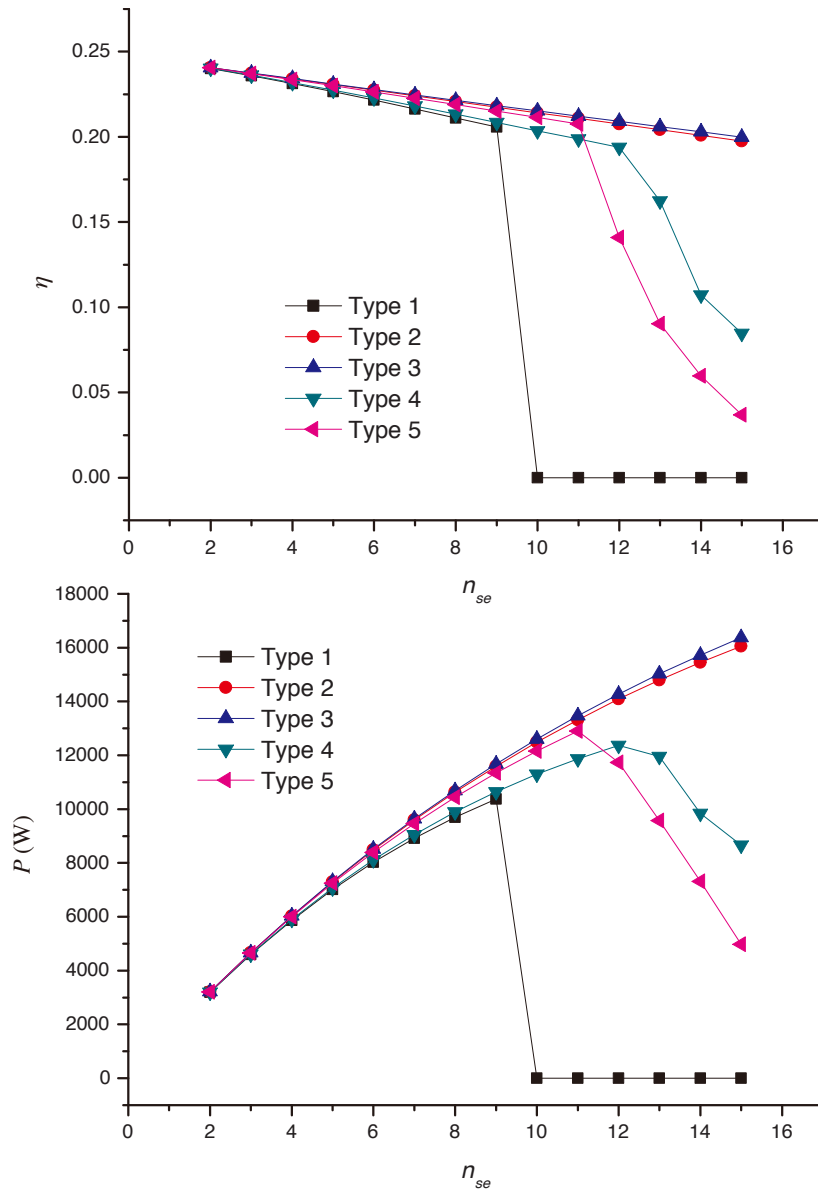 0.25
0.20
0.15
0.10
0.05
0.00
η
Type 1
Type 2
Type 3
Type 4
Type 5
0 2 4 6 8 10 12 14 16
n_se
18000
16000
14000
12000
10000
8000
6000
4000
2000
0
P (W)
Type 1
Type 2
Type 3
Type 4
Type 5
0 2 4 6 8 10 12 14 16
n_se